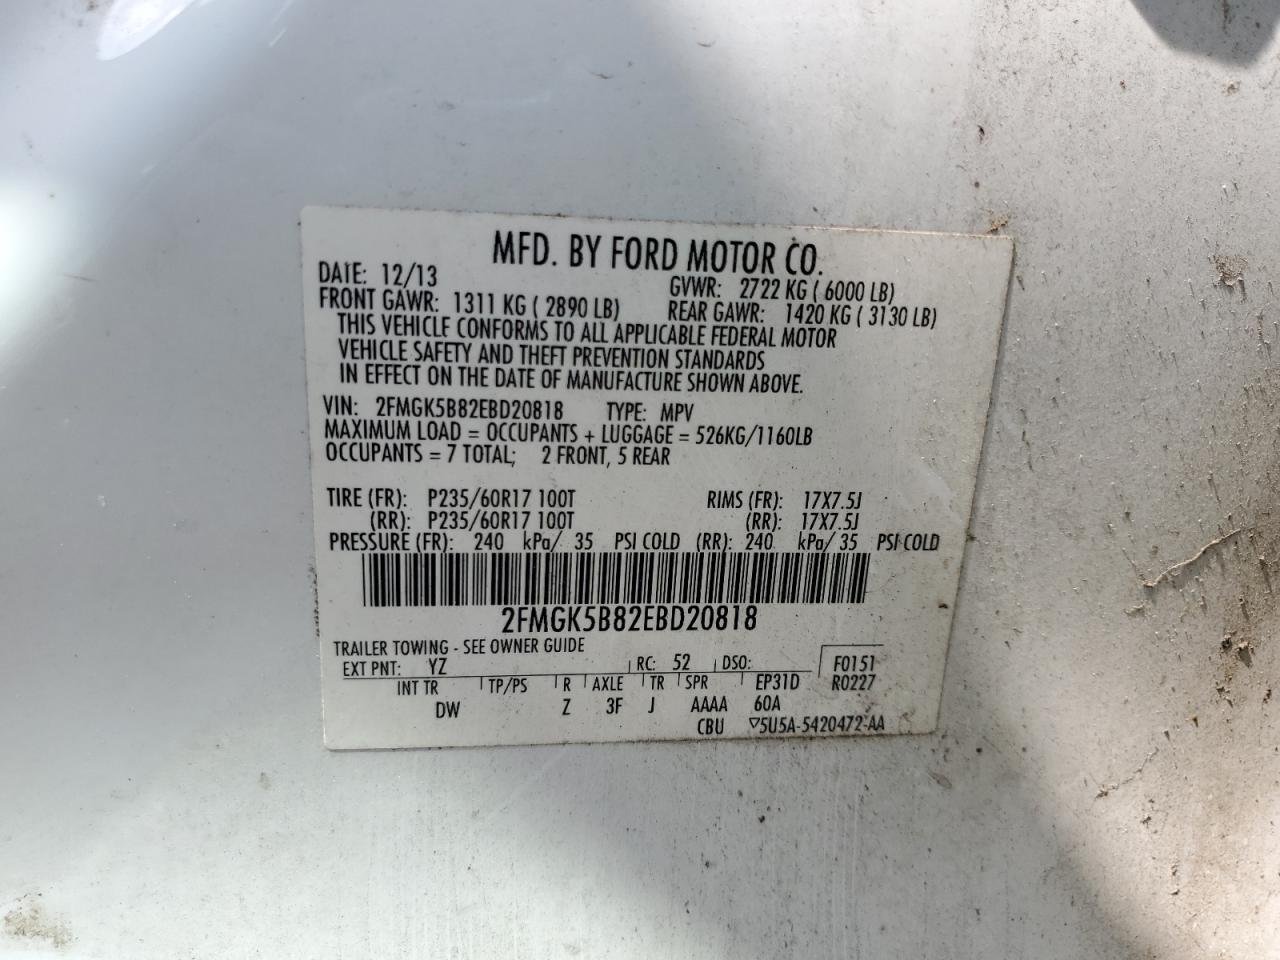 MFD. BY FORD MOTOR CO.
DATE: 12/13 GVWR: 2722 KG ( 6000 LB)
FRONT GAWR: 1311 KG ( 2890 LB) REAR GAWR: 1420 KG ( 3130 LB)
THIS VEHICLE CONFORMS TO ALL APPLICABLE FEDERAL MOTOR
VEHICLE SAFETY AND THEFT PREVENTION STANDARDS
IN EFFECT ON THE DATE OF MANUFACTURE SHOWN ABOVE.
VIN: 2FMGK5B82EBD20818 TYPE: MPV
MAXIMUM LOAD = OCCUPANTS + LUGGAGE = 526KG/1160LB
OCCUPANTS = 7 TOTAL; 2 FRONT, 5 REAR
TIRE (FR): P235/60R17 100T RIMS (FR): 17X7.5J
(RR): P235/60R17 100T (RR): 17X7.5J
PRESSURE (FR): 240 kPa/ 35 PSI COLD (RR): 240 kPa/ 35 PSI COLD
2FMGK5B82EBD20818
TRAILER TOWING - SEE OWNER GUIDE
EXT PNT: YZ RC: 52 DSO: F0151
INT TR TP/PS R AXLE TR SPR EP31D R0227
DW Z 3F J AAAA 60A
CBU ▽5U5A-5420472-AA